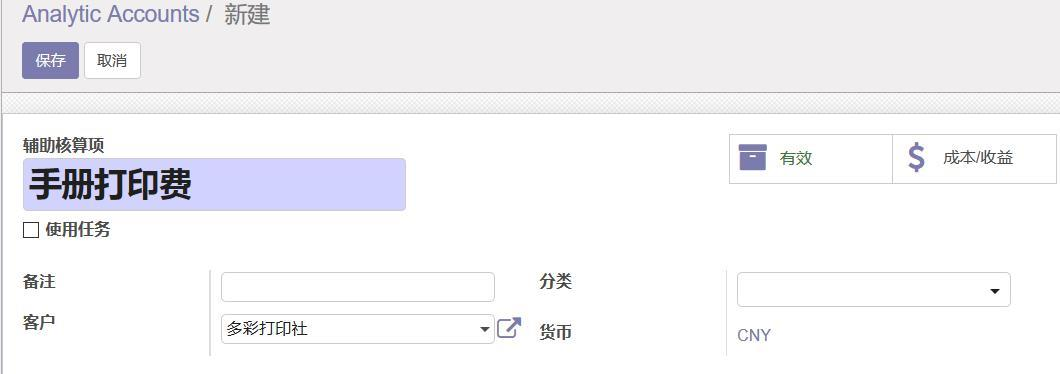 Analytic Accounts / 新建
保存 取消
辅助核算项
手册打印费
有效 成本/收益
使用任务
备注 分类
客户 多彩打印社 货币 CNY